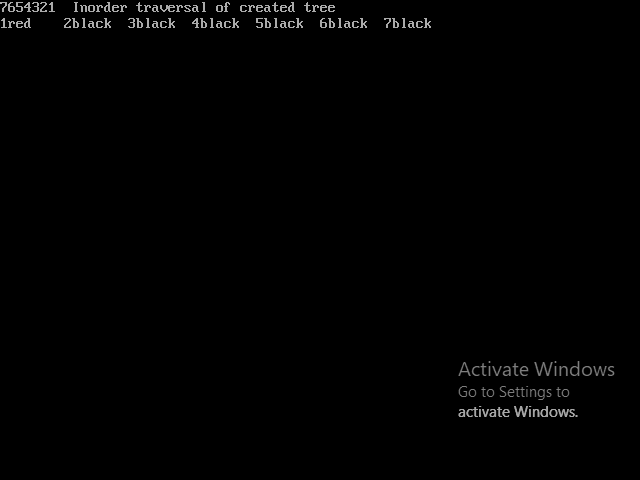 7654321  Inorder traversal of created tree
1red    2black  3black  4black  5black  6black  7black
Activate Windows
Go to Settings to
activate Windows.